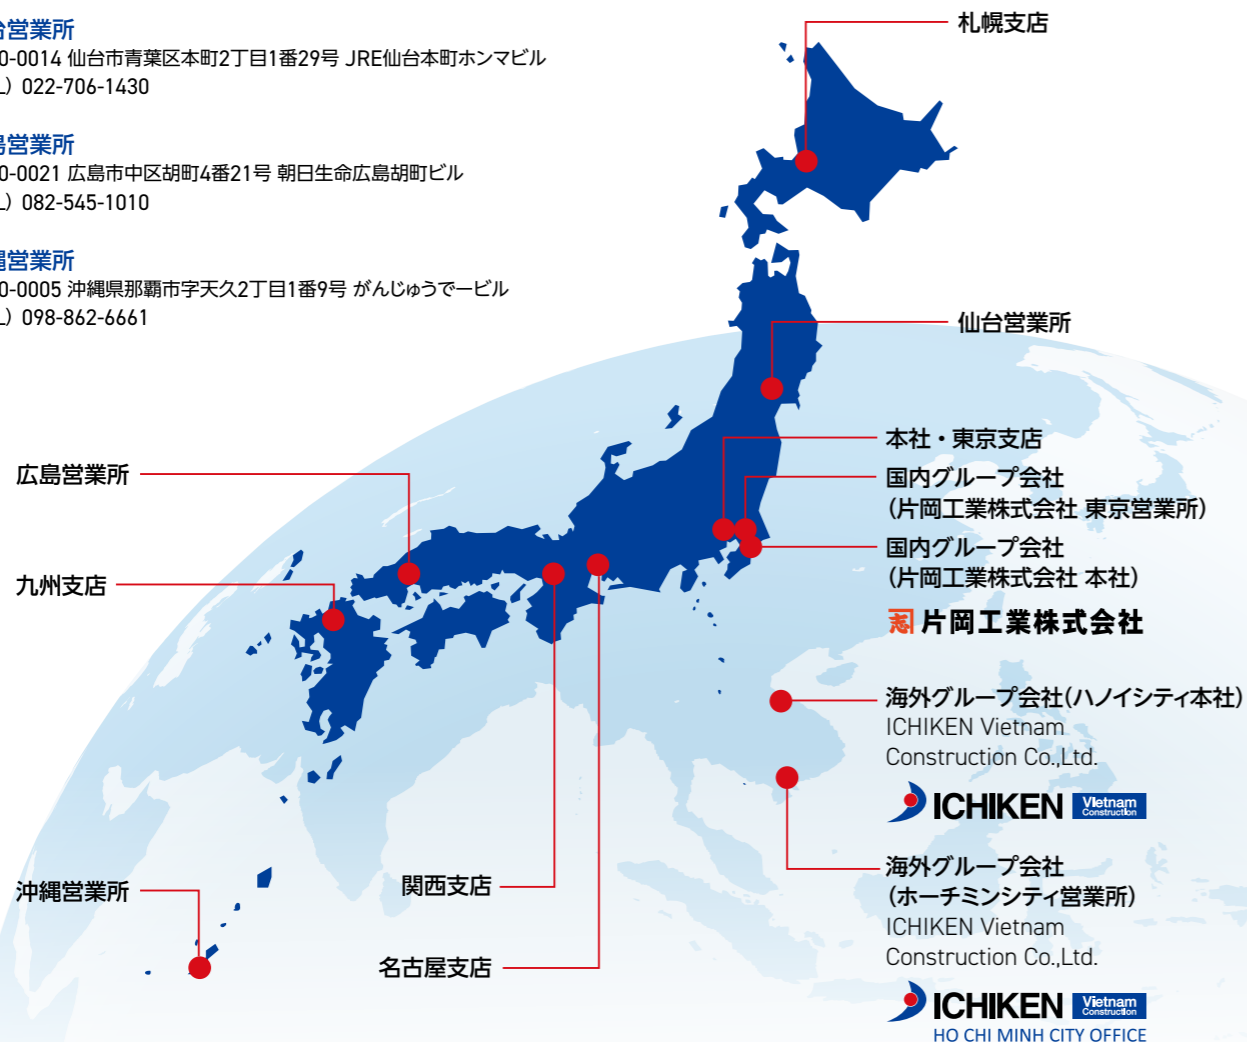 台営業所
0-0014 仙台市青葉区本町2丁目1番29号 JRE仙台本町ホンマビル
L) 022-706-1430
島営業所
0-0021 広島市中区胡町4番21号 朝日生命広島胡町ビル
L) 082-545-1010
縄営業所
0-0005 沖縄県那覇市字天久2丁目1番9号 がんじゅうでービル
L) 098-862-6661
札幌支店
仙台営業所
本社・東京支店
国内グループ会社
(片岡工業株式会社 東京営業所)
国内グループ会社
(片岡工業株式会社 本社)
片岡工業株式会社
広島営業所
九州支店
沖縄営業所
関西支店
名古屋支店
海外グループ会社(ハノイシティ本社)
ICHIKEN Vietnam
Construction Co.,Ltd.
ICHIKEN Vietnam Construction
海外グループ会社
(ホーチミンシティ営業所)
ICHIKEN Vietnam
Construction Co.,Ltd.
ICHIKEN Vietnam Construction
HO CHI MINH CITY OFFICE